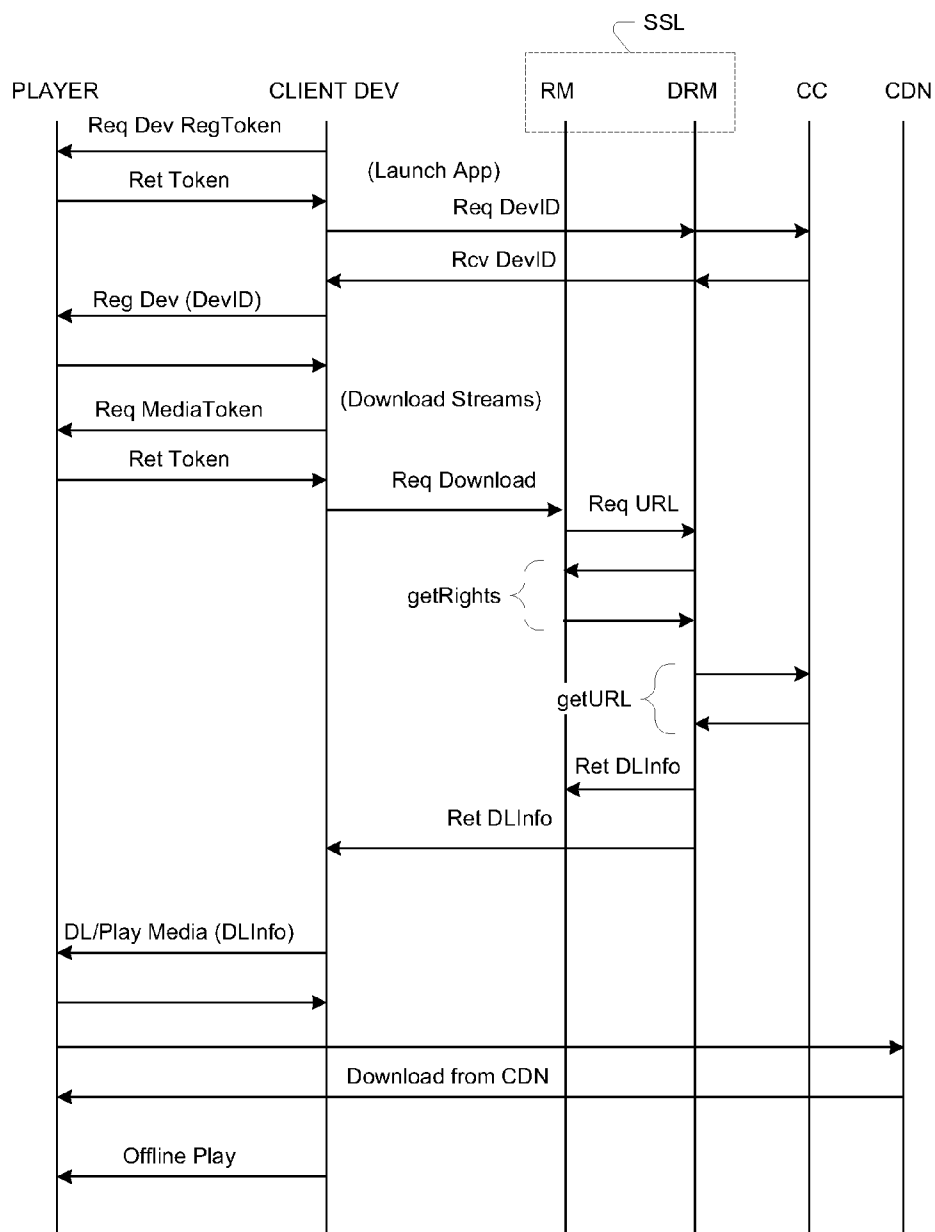 SSL
PLAYER
CLIENT DEV
RM
DRM
CC
CDN
Req Dev RegToken
(Launch App)
Ret Token
Req DevID
Rcv DevID
Reg Dev (DevID)
(Download Streams)
Req MediaToken
Ret Token
Req Download
Req URL
getRights
getURL
Ret DLInfo
Ret DLInfo
DL/Play Media (DLInfo)
Download from CDN
Offline Play